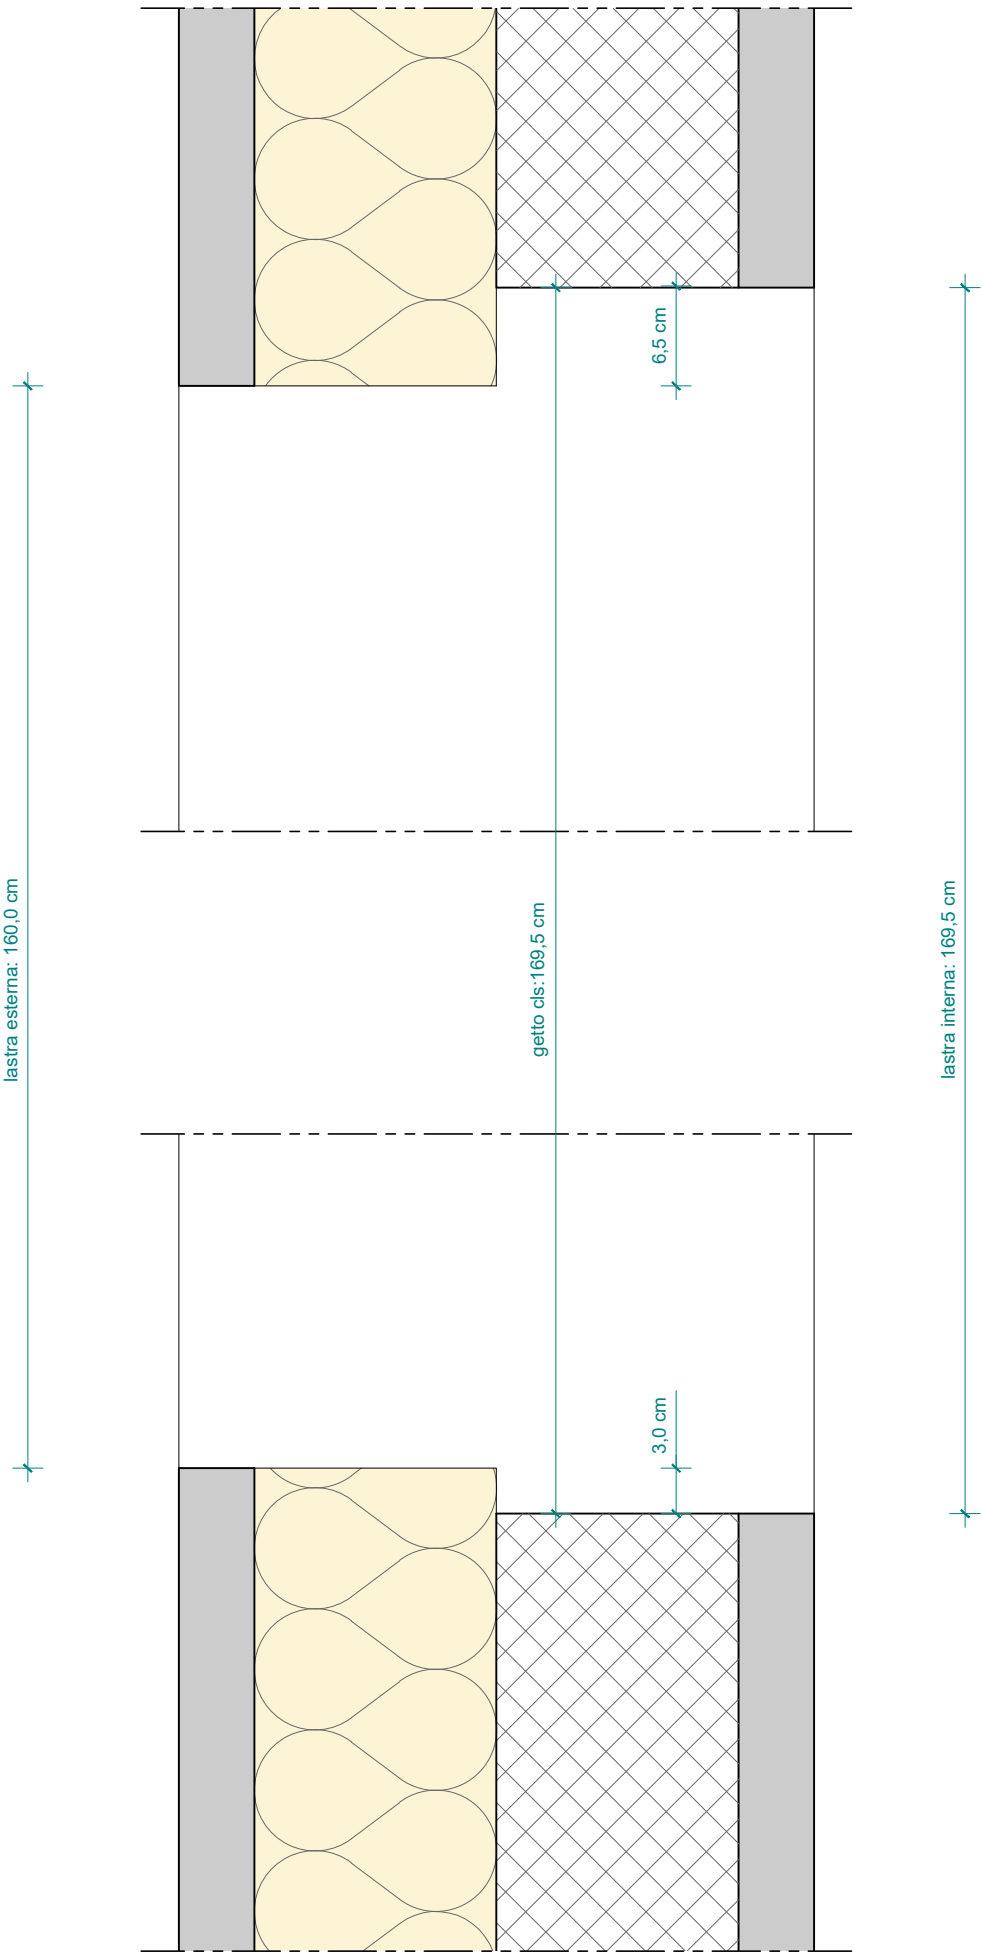 6,5 cm
lastra esterna: 160,0 cm
getto cls:169,5 cm
lastra interna: 169,5 cm
3,0 cm